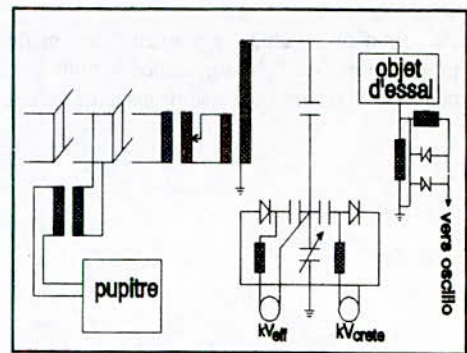 objet
d'essai
vers oscillo
pupitre
kVeff
kVcrete